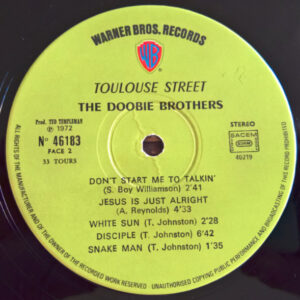 WARNER BROS. RECORDS
WB
TOULOUSE STREET
THE DOOBIE BROTHERS
Prod. TED TEMPLEMAN
℗ 1972
N° 46183
FACE 2
33 TOURS
STEREO
SACEM
40219
DON'T START ME TO TALKIN'
(S. Boy Williamson) 2'41
JESUS IS JUST ALRIGHT
(A. Reynolds) 4'33
WHITE SUN (T. Johnston) 2'28
DISCIPLE (T. Johnston) 6'42
SNAKE MAN (T. Johnston) 1'35
ALL RIGHTS OF THE MANUFACTURER AND OF THE OWNER OF THE RECORDED WORK RESERVED - UNAUTHORISED COPYING PUBLIC PERFORMANCE AND BROADCASTING OF THIS RECORD PROHIBITED